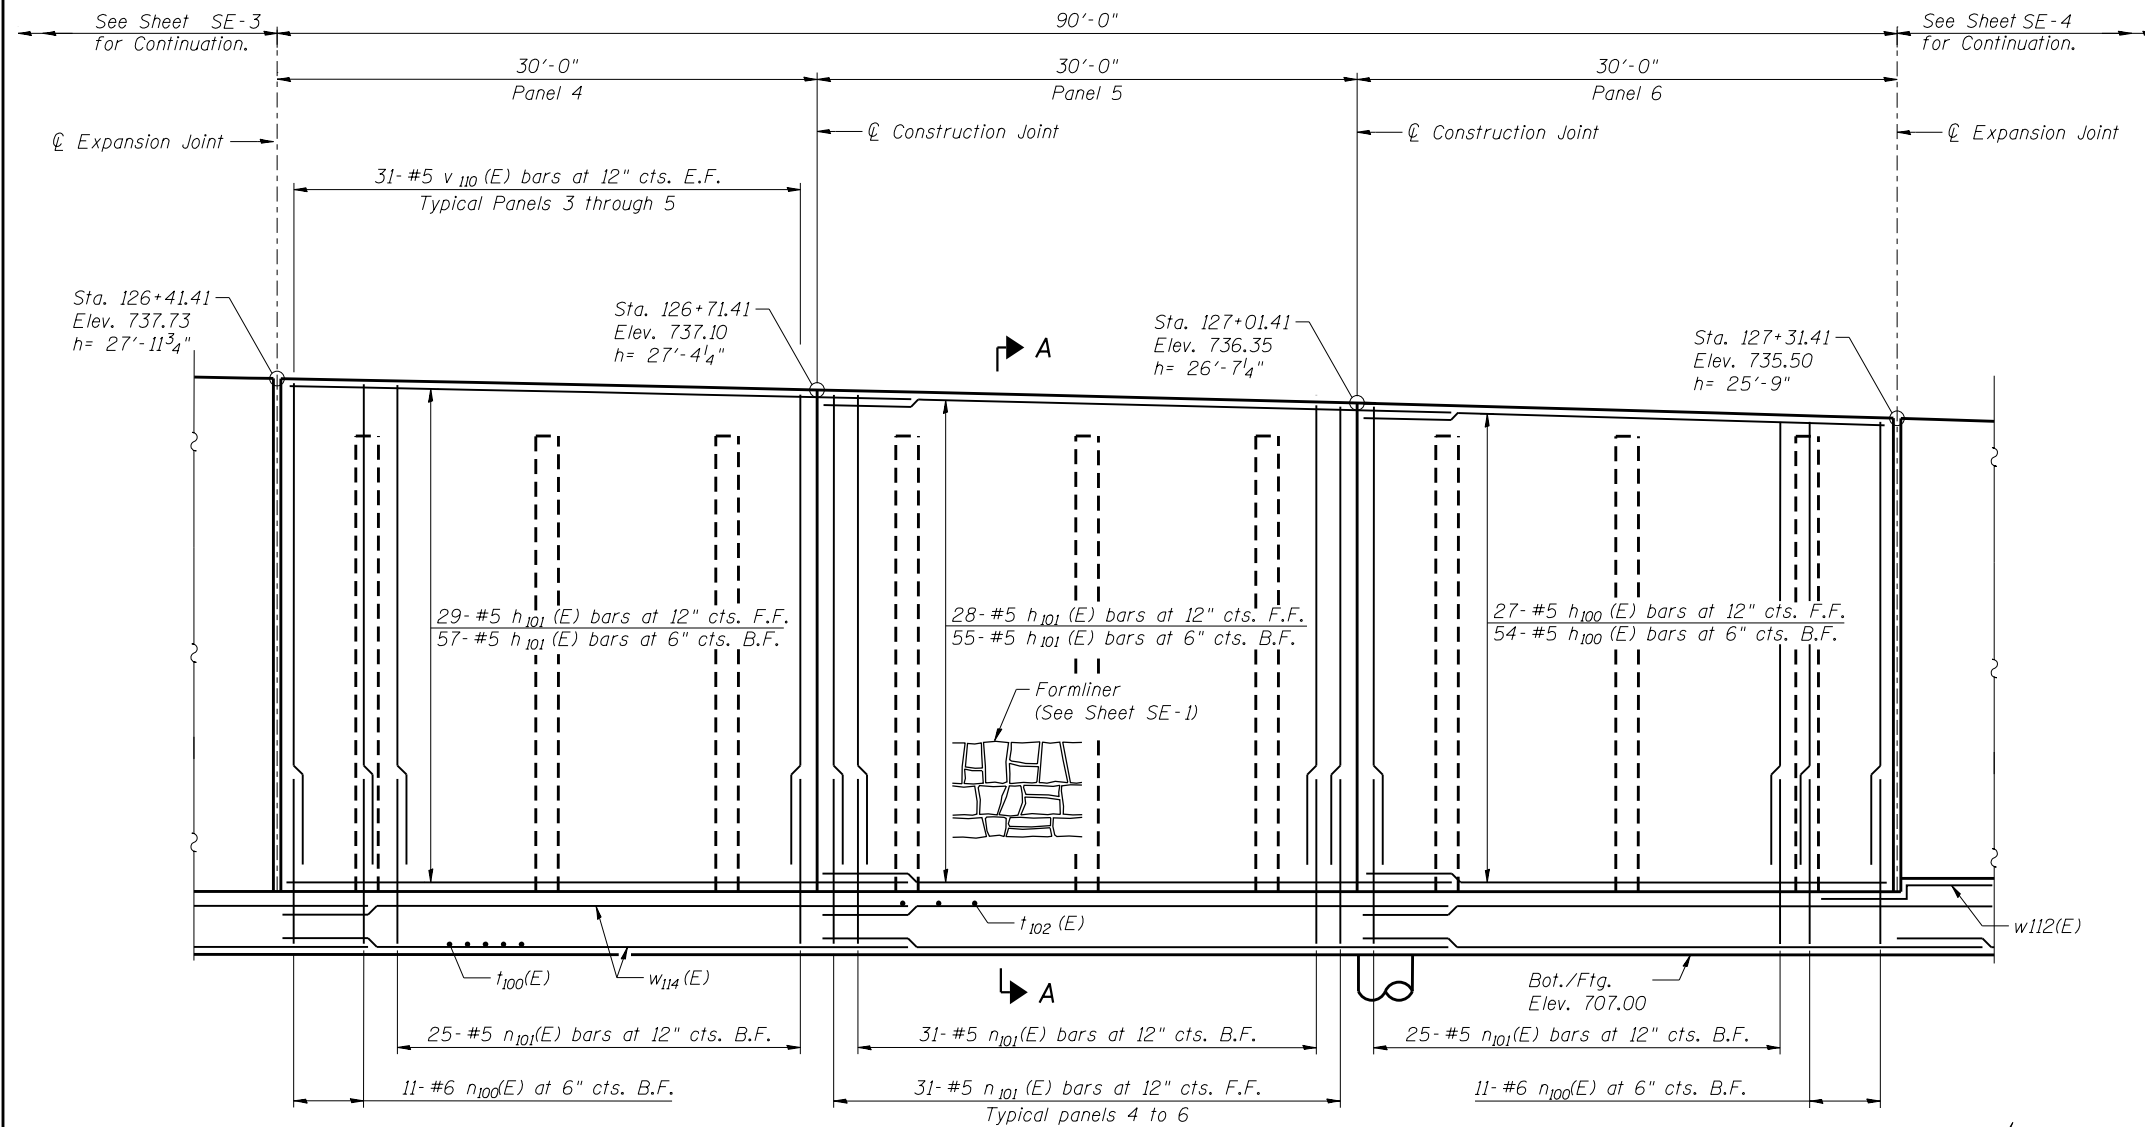 See Sheet SE-3
for Continuation.
90'-0"
See Sheet SE-4
for Continuation.
30'-0"
Panel 4
30'-0"
Panel 5
30'-0"
Panel 6
℄ Expansion Joint
℄ Construction Joint
℄ Construction Joint
℄ Expansion Joint
31-#5 v110(E) bars at 12" cts. E.F.
Typical Panels 3 through 5
Sta. 126+41.41
Elev. 737.73
h= 27'-11 3/4"
Sta. 126+71.41
Elev. 737.10
h= 27'-4 1/4"
A
Sta. 127+01.41
Elev. 736.35
h= 26'-7 1/4"
Sta. 127+31.41
Elev. 735.50
h= 25'-9"
29-#5 h101(E) bars at 12" cts. F.F.
57-#5 h101(E) bars at 6" cts. B.F.
28-#5 h101(E) bars at 12" cts. F.F.
55-#5 h101(E) bars at 6" cts. B.F.
27-#5 h100(E) bars at 12" cts. F.F.
54-#5 h100(E) bars at 6" cts. B.F.
Formliner
(See Sheet SE-1)
t102(E)
w112(E)
t100(E)
w114(E)
A
Bot./Ftg.
Elev. 707.00
25-#5 n101(E) bars at 12" cts. B.F.
31-#5 n101(E) bars at 12" cts. B.F.
25-#5 n101(E) bars at 12" cts. B.F.
11-#6 n100(E) at 6" cts. B.F.
31-#5 n101(E) bars at 12" cts. F.F.
Typical panels 4 to 6
11-#6 n100(E) at 6" cts. B.F.